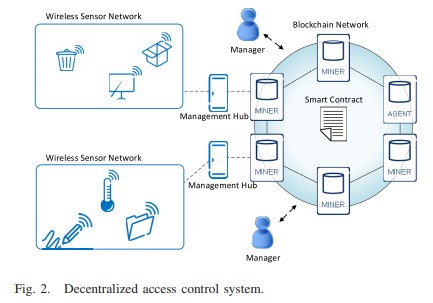 Wireless Sensor Network
Manager
Blockchain Network
MINER
MINER
Smart Contract
AGENT
Management Hub
Wireless Sensor Network
MINER
MINER
Management Hub
MINER
Manager
Fig. 2. Decentralized access control system.